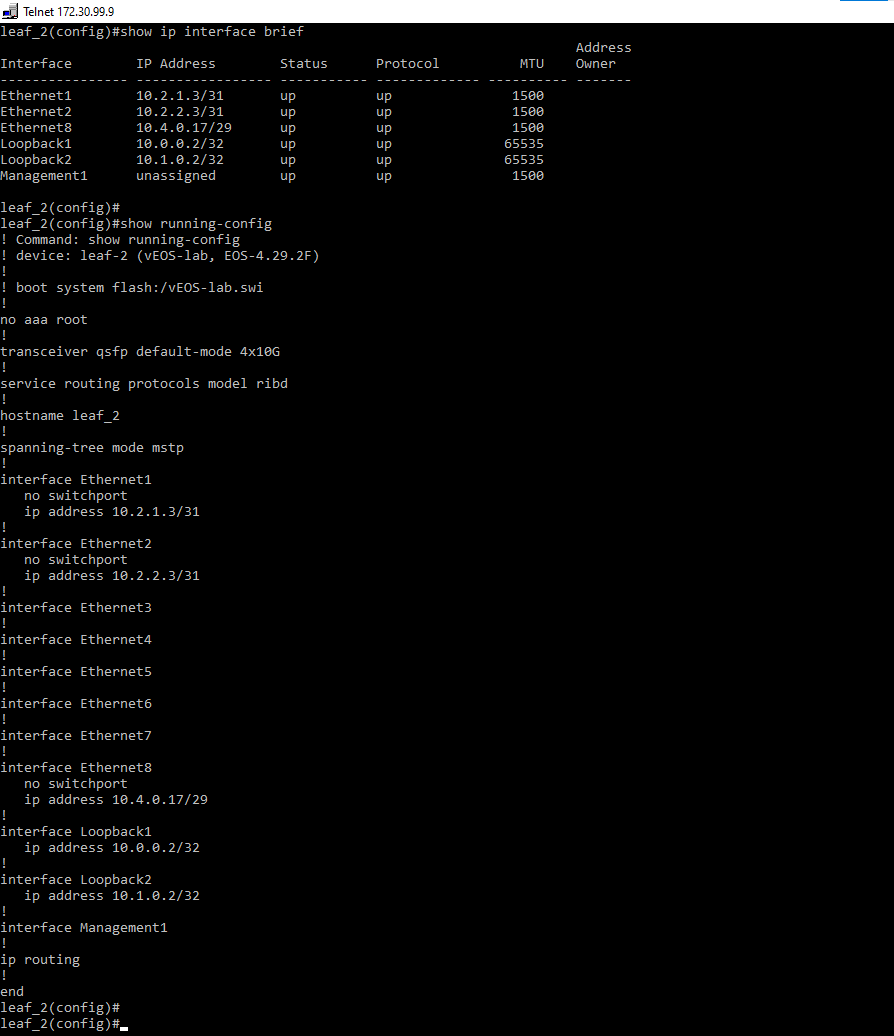 Telnet 172.30.99.9
leaf_2(config)#show ip interface brief
                                                                        Address
Interface        IP Address        Status      Protocol          MTU    Owner
---------------- ----------------- ----------- ------------- ---------- -------
Ethernet1        10.2.1.3/31       up          up               1500
Ethernet2        10.2.2.3/31       up          up               1500
Ethernet8        10.4.0.17/29      up          up               1500
Loopback1        10.0.0.2/32       up          up              65535
Loopback2        10.1.0.2/32       up          up              65535
Management1      unassigned        up          up               1500
leaf_2(config)#
leaf_2(config)#show running-config
! Command: show running-config
! device: leaf-2 (vEOS-lab, EOS-4.29.2F)
!
! boot system flash:/vEOS-lab.swi
!
no aaa root
!
transceiver qsfp default-mode 4x10G
!
service routing protocols model ribd
!
hostname leaf_2
!
spanning-tree mode mstp
!
interface Ethernet1
   no switchport
   ip address 10.2.1.3/31
!
interface Ethernet2
   no switchport
   ip address 10.2.2.3/31
!
interface Ethernet3
!
interface Ethernet4
!
interface Ethernet5
!
interface Ethernet6
!
interface Ethernet7
!
interface Ethernet8
   no switchport
   ip address 10.4.0.17/29
!
interface Loopback1
   ip address 10.0.0.2/32
!
interface Loopback2
   ip address 10.1.0.2/32
!
interface Management1
!
ip routing
!
end
leaf_2(config)#
leaf_2(config)#